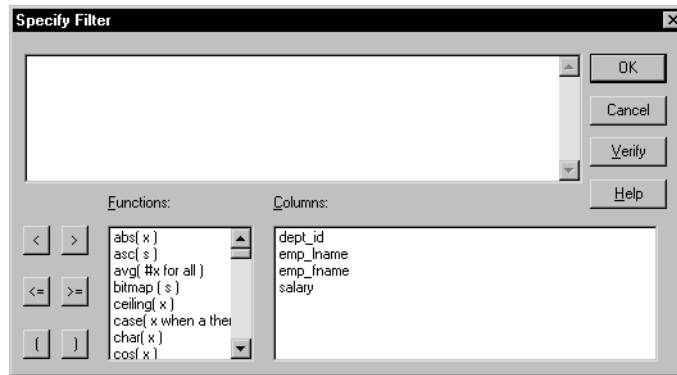 Specify Filter
OK
Cancel
Verify
Help
Functions:
Columns:
< >
<= >=
( )
abs( x )
asc( s )
avg( #x for all )
bitmap ( s )
ceiling( x )
case( x when a ther
char( x )
cos( x )
dept_id
emp_lname
emp_fname
salary